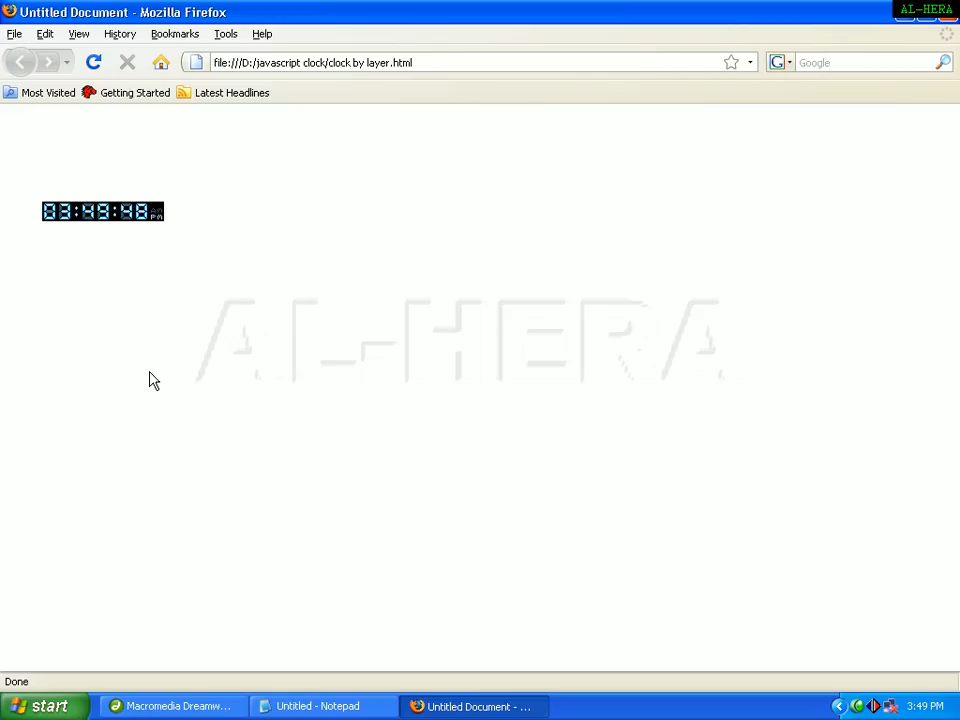 Untitled Document - Mozilla Firefox
AL-HERA
File Edit View History Bookmarks Tools Help
file:///D:/javascript clock/clock by layer.html
G Google
Most Visited Getting Started Latest Headlines
03:49:48 AM PM
AL-HERA
Done
start Macromedia Dreamw... Untitled - Notepad Untitled Document - ... 3:49 PM